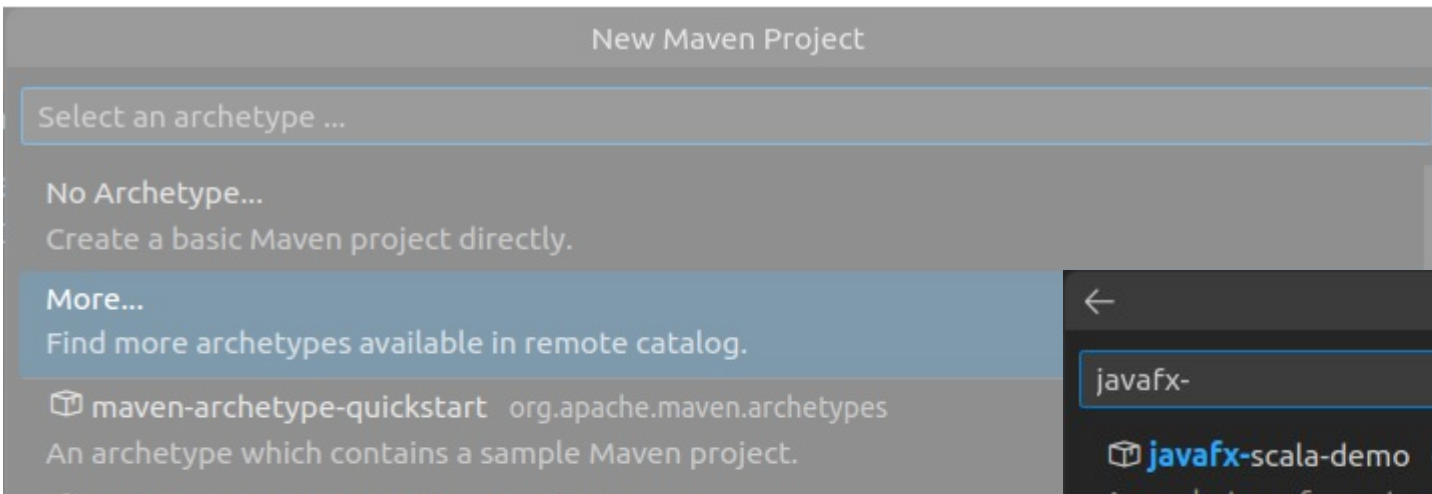 New Maven Project
Select an archetype ...
No Archetype...
Create a basic Maven project directly.
More...
Find more archetypes available in remote catalog.
maven-archetype-quickstart org.apache.maven.archetypes
An archetype which contains a sample Maven project.
javafx-
javafx-scala-demo